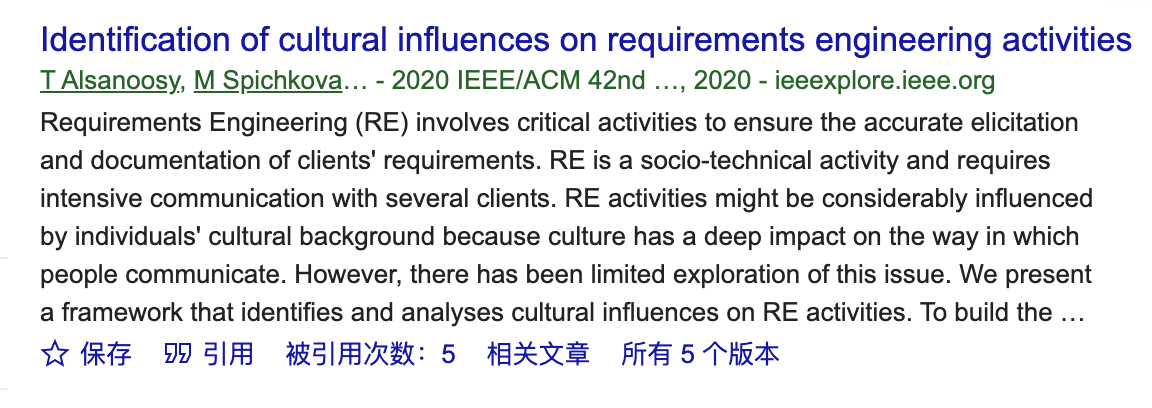 Identification of cultural influences on requirements engineering activities
T Alsanoosy, M Spichkova… - 2020 IEEE/ACM 42nd …, 2020 - ieeexplore.ieee.org
Requirements Engineering (RE) involves critical activities to ensure the accurate elicitation
and documentation of clients' requirements. RE is a socio-technical activity and requires
intensive communication with several clients. RE activities might be considerably influenced
by individuals' cultural background because culture has a deep impact on the way in which
people communicate. However, there has been limited exploration of this issue. We present
a framework that identifies and analyses cultural influences on RE activities. To build the …
保存 引用 被引用次数：5 相关文章 所有 5 个版本